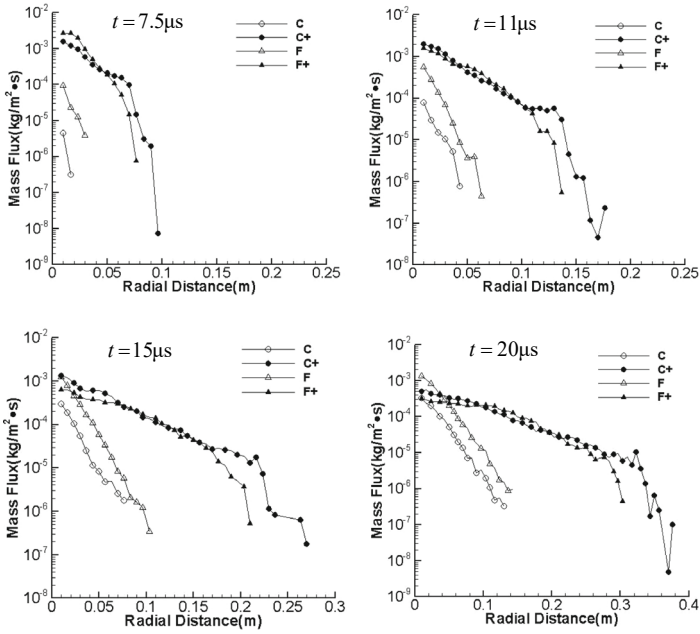 t = 7.5μs
C
C+
F
F+
10⁻²
10⁻³
10⁻⁴
10⁻⁵
10⁻⁶
10⁻⁷
10⁻⁸
10⁻⁹
Mass Flux(kg/m²•s)
0 0.05 0.1 0.15 0.2 0.25
Radial Distance(m)
t = 11μs
C
C+
F
F+
10⁻²
10⁻³
10⁻⁴
10⁻⁵
10⁻⁶
10⁻⁷
10⁻⁸
Mass Flux(kg/m²•s)
0 0.05 0.1 0.15 0.2 0.25
Radial Distance(m)
t = 15μs
C
C+
F
F+
10⁻²
10⁻³
10⁻⁴
10⁻⁵
10⁻⁶
10⁻⁷
10⁻⁸
Mass Flux(kg/m²•s)
0 0.05 0.1 0.15 0.2 0.25 0.3
Radial Distance(m)
t = 20μs
C
C+
F
F+
10⁻²
10⁻³
10⁻⁴
10⁻⁵
10⁻⁶
10⁻⁷
10⁻⁸
10⁻⁹
Mass Flux(kg/m²•s)
0 0.1 0.2 0.3 0.4
Radial Distance(m)